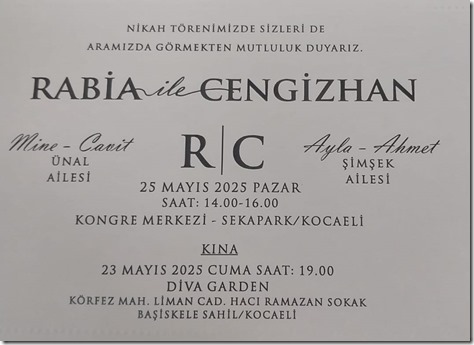 NİKAH TÖRENİMİZDE SİZLERİ DE
ARAMIZDA GÖRMEKTEN MUTLULUK DUYARIZ.
RABİA ile CENGİZHAN
Mine - Cavit
ÜNAL
AİLESİ
R|C
Ayla - Ahmet
ŞİMŞEK
AİLESİ
25 MAYIS 2025 PAZAR
SAAT: 14.00-16.00
KONGRE MERKEZİ - SEKAPARK/KOCAELİ
KINA
23 MAYIS 2025 CUMA SAAT: 19.00
DİVA GARDEN
KÖRFEZ MAH. LİMAN CAD. HACI RAMAZAN SOKAK
BAŞİSKELE SAHİL/KOCAELİ